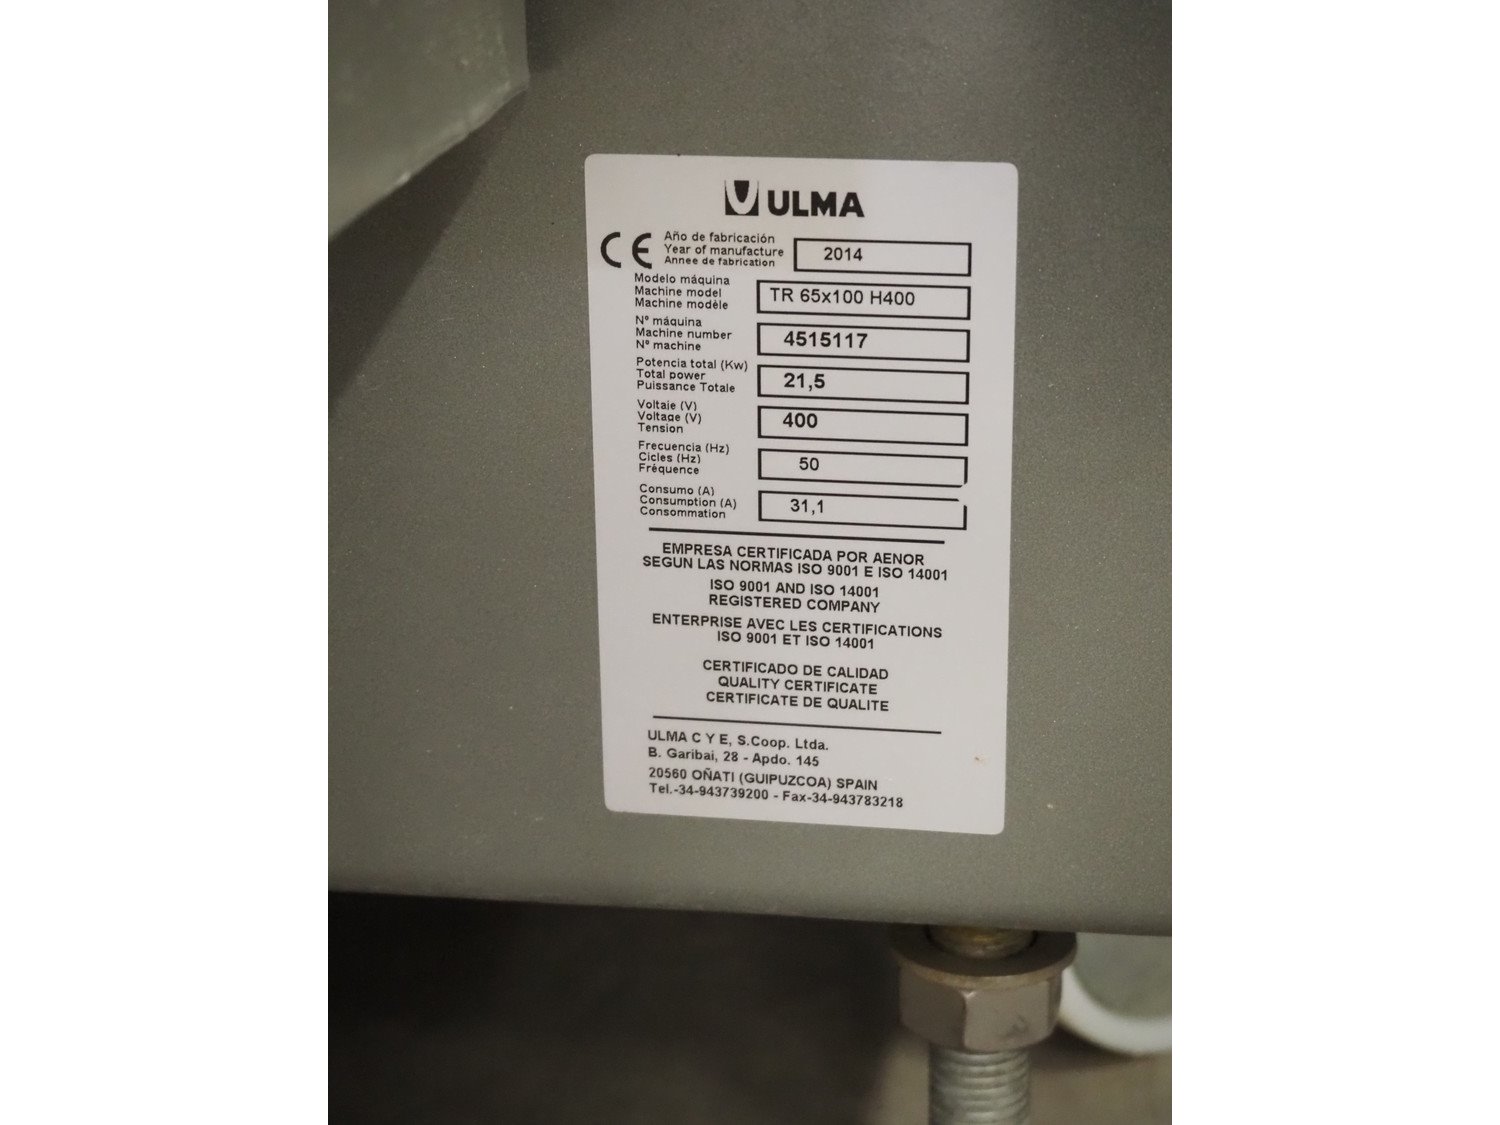 ULMA
CE
Año de fabricación
Year of manufacture
Annee de fabrication
2014
Modelo máquina
Machine model
Machine modèle
TR 65x100 H400
Nº máquina
Machine number
Nº machine
4515117
Potencia total (Kw)
Total power
Puissance Totale
21,5
Voltaje (V)
Voltage (V)
Tension
400
Frecuencia (Hz)
Cicles (Hz)
Fréquence
50
Consumo (A)
Consumption (A)
Consommation
31,1
EMPRESA CERTIFICADA POR AENOR
SEGUN LAS NORMAS ISO 9001 E ISO 14001
ISO 9001 AND ISO 14001
REGISTERED COMPANY
ENTERPRISE AVEC LES CERTIFICATIONS
ISO 9001 ET ISO 14001
CERTIFICADO DE CALIDAD
QUALITY CERTIFICATE
CERTIFICATE DE QUALITE
ULMA C Y E, S.Coop. Ltda.
B. Garibai, 28 - Apdo. 145
20560 OÑATI (GUIPUZCOA) SPAIN
Tel.-34-943739200 - Fax-34-943783218